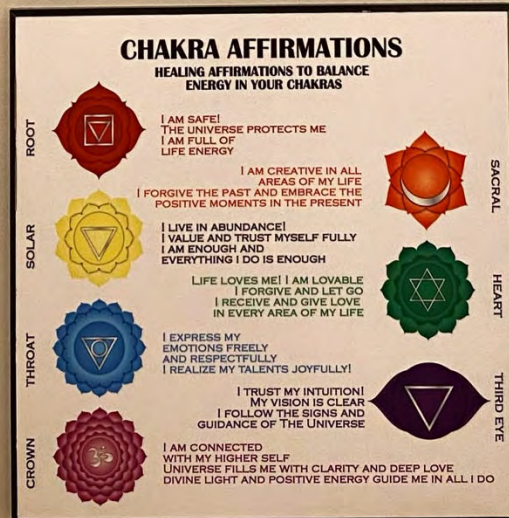 CHAKRA AFFIRMATIONS
HEALING AFFIRMATIONS TO BALANCE
ENERGY IN YOUR CHAKRAS
ROOT
I AM SAFE!
THE UNIVERSE PROTECTS ME
I AM FULL OF
LIFE ENERGY
SACRAL
I AM CREATIVE IN ALL
AREAS OF MY LIFE
I FORGIVE THE PAST AND EMBRACE THE
POSITIVE MOMENTS IN THE PRESENT
SOLAR
I LIVE IN ABUNDANCE!
I VALUE AND TRUST MYSELF FULLY
I AM ENOUGH AND
EVERYTHING I DO IS ENOUGH
HEART
LIFE LOVES ME! I AM LOVABLE
I FORGIVE AND LET GO
I RECEIVE AND GIVE LOVE
IN EVERY AREA OF MY LIFE
THROAT
I EXPRESS MY
EMOTIONS FREELY
AND RESPECTFULLY
I REALIZE MY TALENTS JOYFULLY!
THIRD EYE
I TRUST MY INTUITION!
MY VISION IS CLEAR
I FOLLOW THE SIGNS AND
GUIDANCE OF THE UNIVERSE
CROWN
ॐ
I AM CONNECTED
WITH MY HIGHER SELF
UNIVERSE FILLS ME WITH CLARITY AND DEEP LOVE
DIVINE LIGHT AND POSITIVE ENERGY GUIDE ME IN ALL I DO